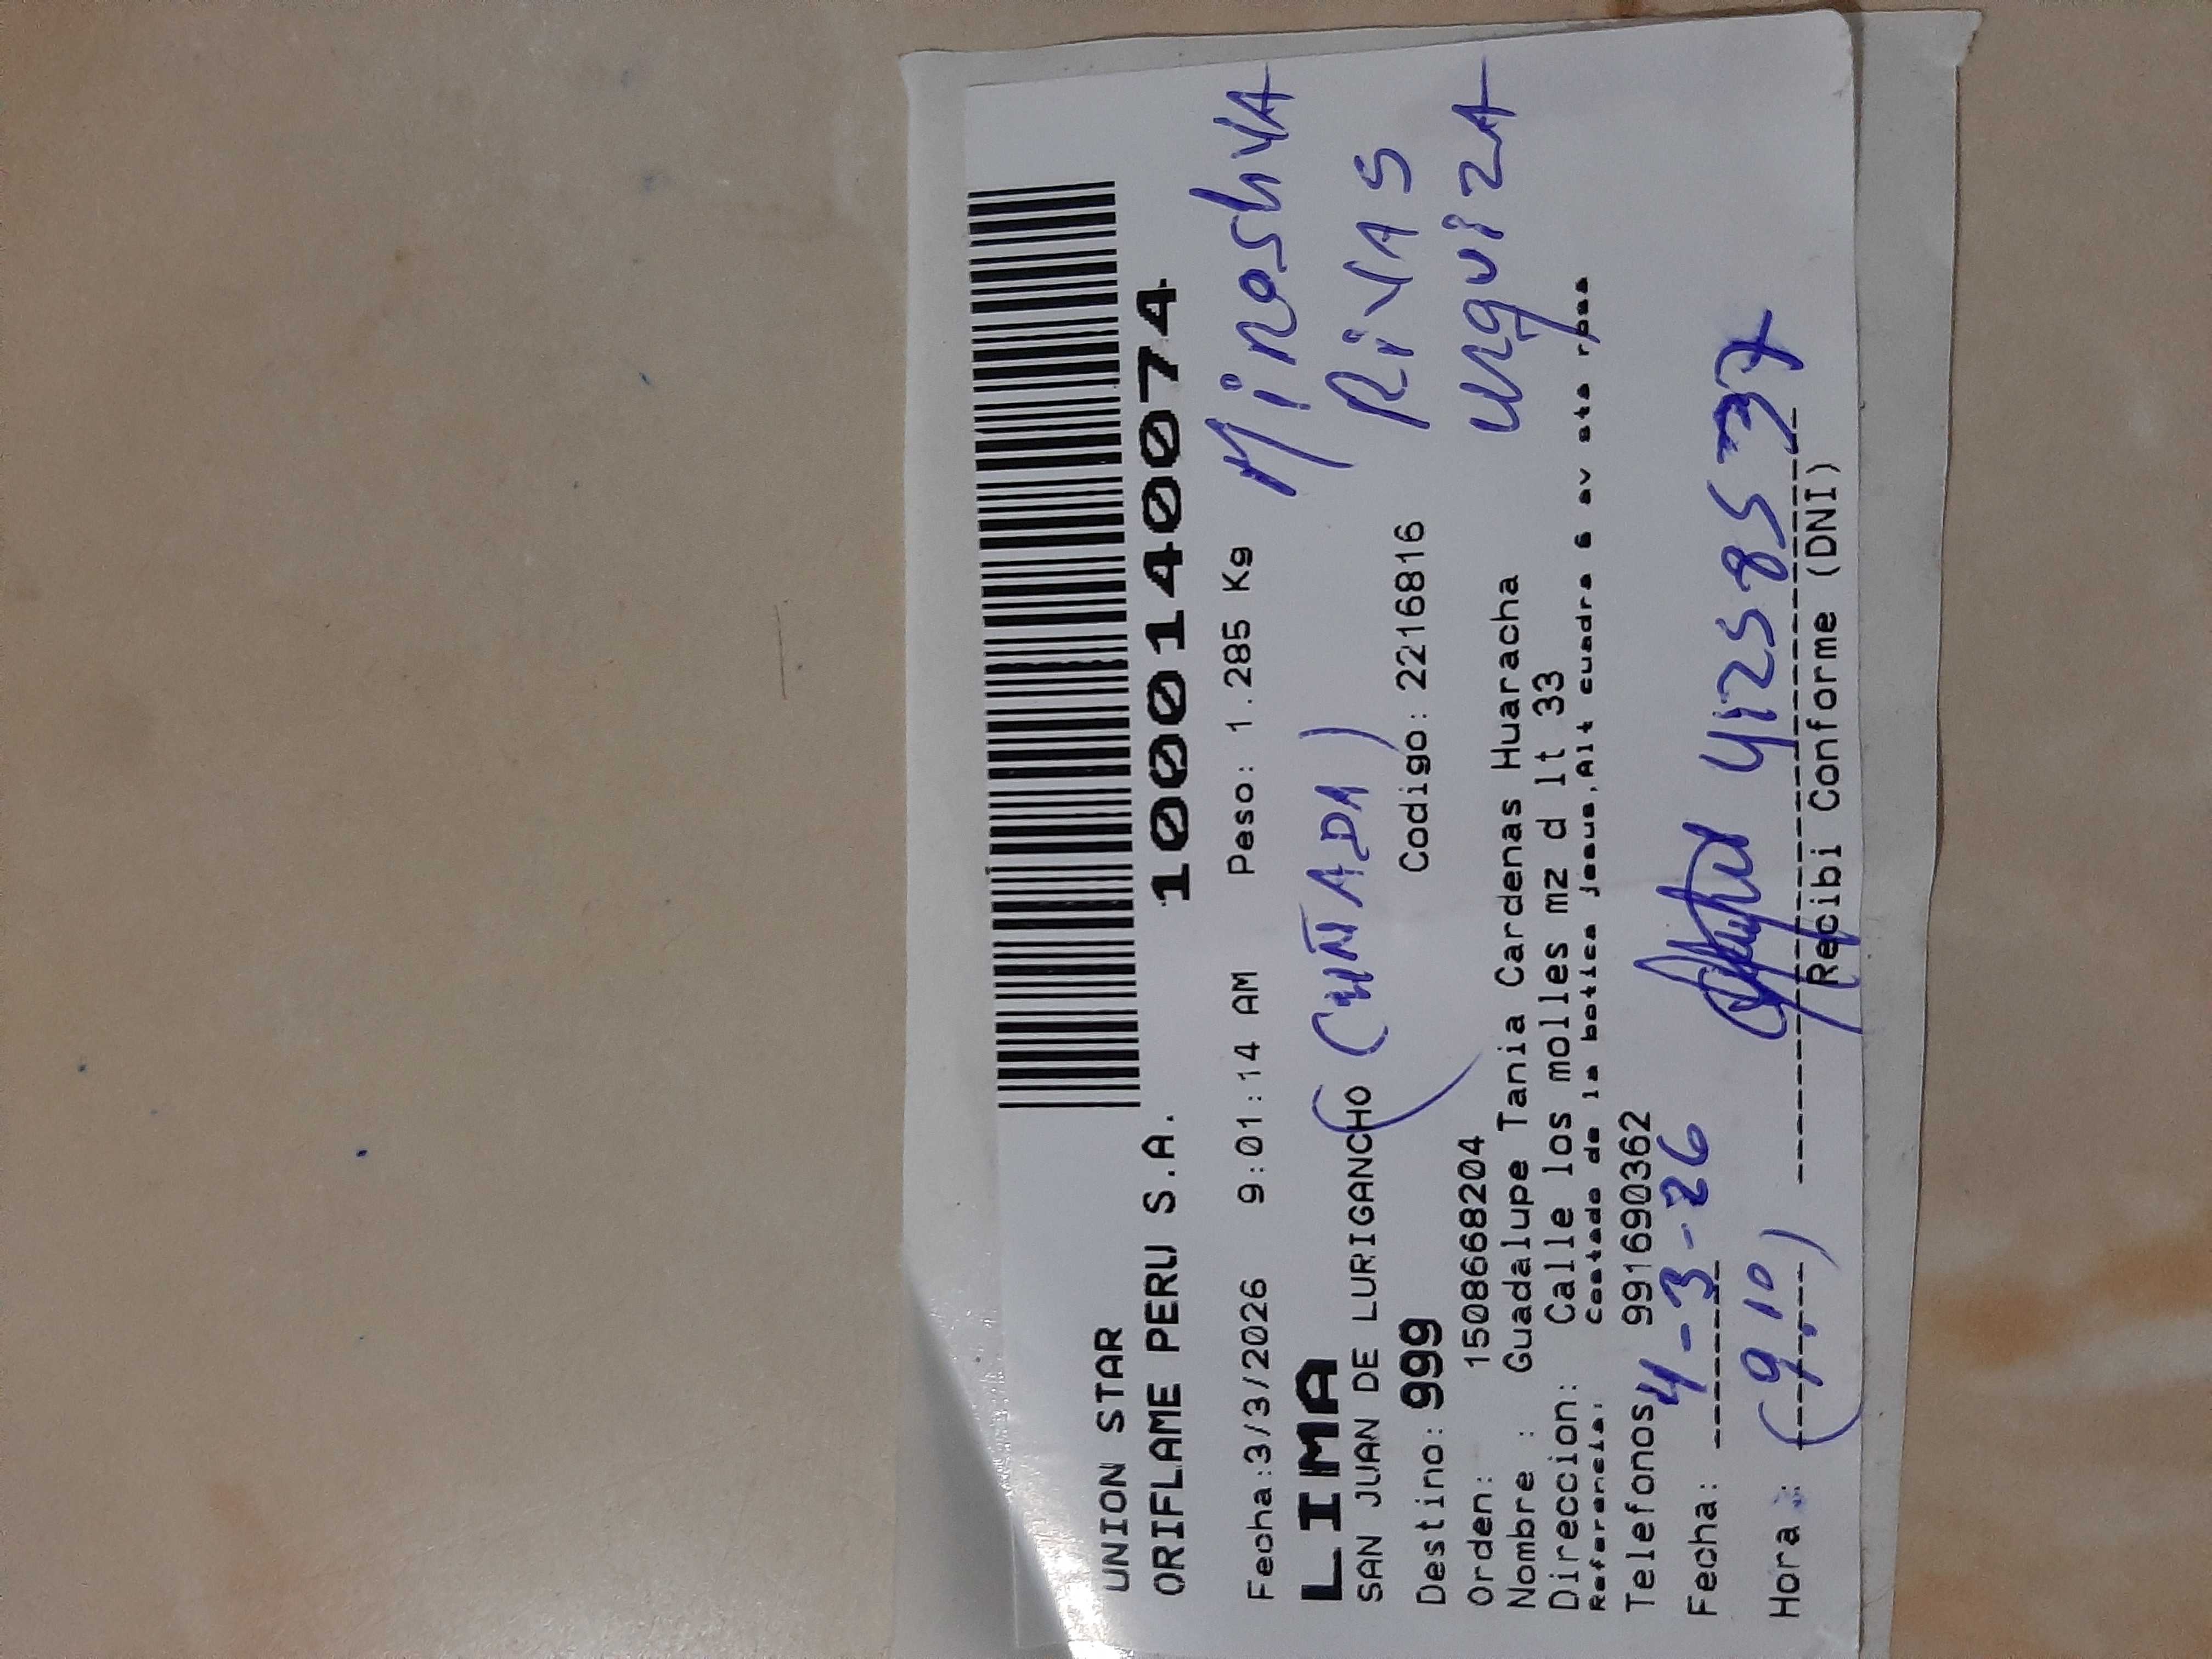 UNION STAR
ORIFLAME PERU S.A.
10001400074
Fecha:3/3/2026 9:01:14 AM Peso: 1.285 Kg
LIMA
SAN JUAN DE LURIGANCHO
(CUÑADA)
Minoshka
RiVAS
Urquiza
Destino: 999 Codigo: 2216816
Orden: 1508668204
Nombre : Guadalupe Tania Cardenas Huaracha
Direccion: Calle los molles mz d lt 33
Referencia: Costado de la botica jesus,Alt cuadra 6 av sta rosa
Telefonos 991690362
Fecha: 4-3-26
41258537
Hora : (9:10)
Recibi Conforme (DNI)